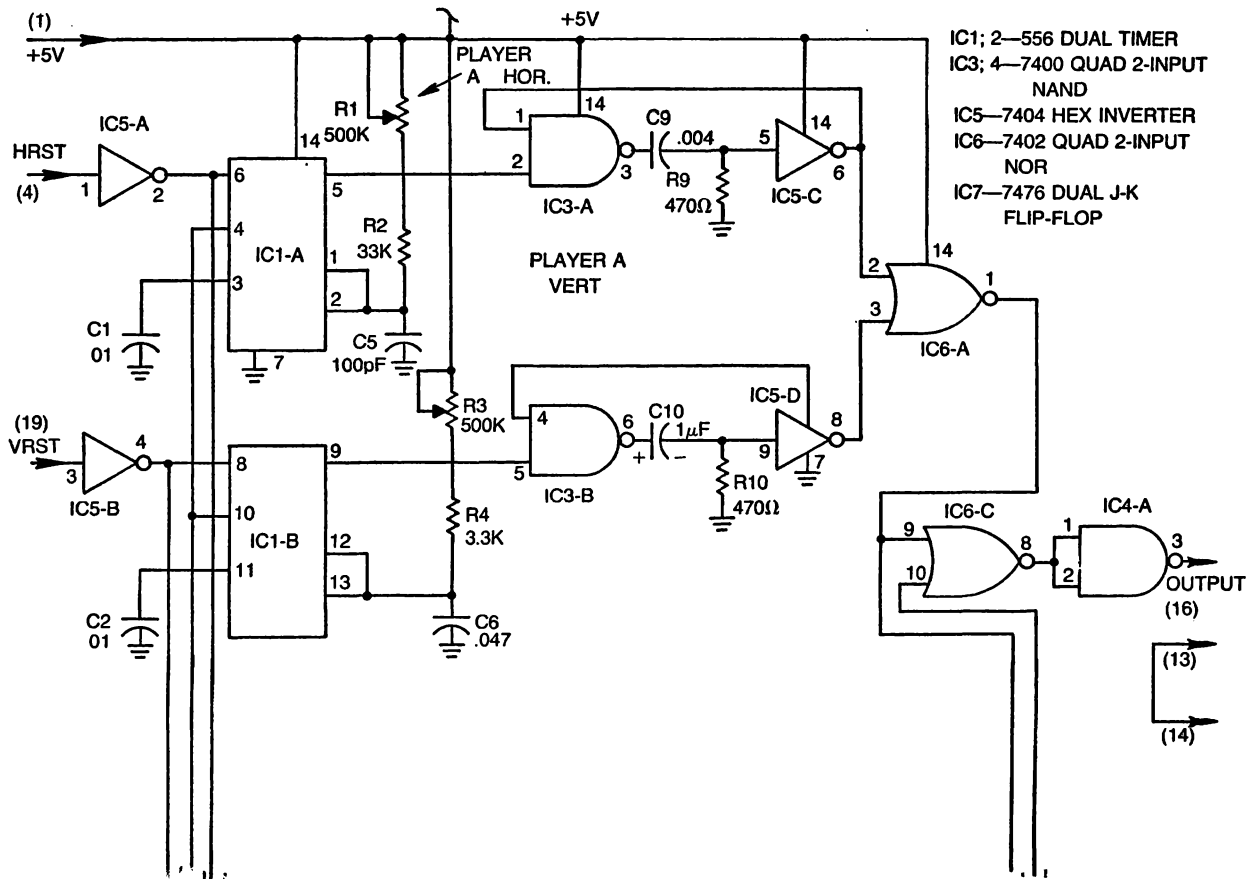 (1)
+5V
+5V
PLAYER
A HOR.
IC1; 2—556 DUAL TIMER
IC3; 4—7400 QUAD 2-INPUT
NAND
IC5—7404 HEX INVERTER
IC6—7402 QUAD 2-INPUT
NOR
IC7—7476 DUAL J-K
FLIP-FLOP
IC5-A
HRST
(4)
1
2
14
6
5
4
IC1-A
1
3
2
7
C1
01
R1
500K
R2
33K
C5
100pF
1
14
2
3
IC3-A
C9
.004
R9
470Ω
5
14
6
IC5-C
PLAYER A
VERT
2
14
1
3
IC6-A
R3
500K
R4
3.3K
C6
.047
(19)
VRST
3
4
IC5-B
8
9
10
IC1-B
12
11
13
C2
01
4
6
5
IC3-B
C10
1µF
+
−
R10
470Ω
IC5-D
9
8
7
IC6-C
9
8
10
IC4-A
1
3
2
OUTPUT
(16)
(13)
(14)